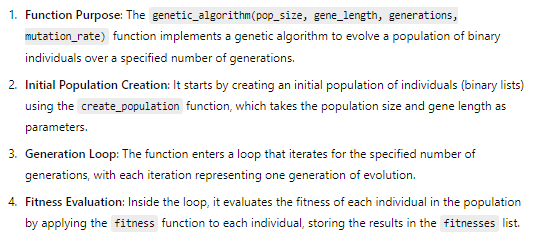 1. Function Purpose: The genetic_algorithm(pop_size, gene_length, generations,
mutation_rate) function implements a genetic algorithm to evolve a population of binary
individuals over a specified number of generations.
2. Initial Population Creation: It starts by creating an initial population of individuals (binary lists)
using the create_population function, which takes the population size and gene length as
parameters.
3. Generation Loop: The function enters a loop that iterates for the specified number of
generations, with each iteration representing one generation of evolution.
4. Fitness Evaluation: Inside the loop, it evaluates the fitness of each individual in the population
by applying the fitness function to each individual, storing the results in the fitnesses list.